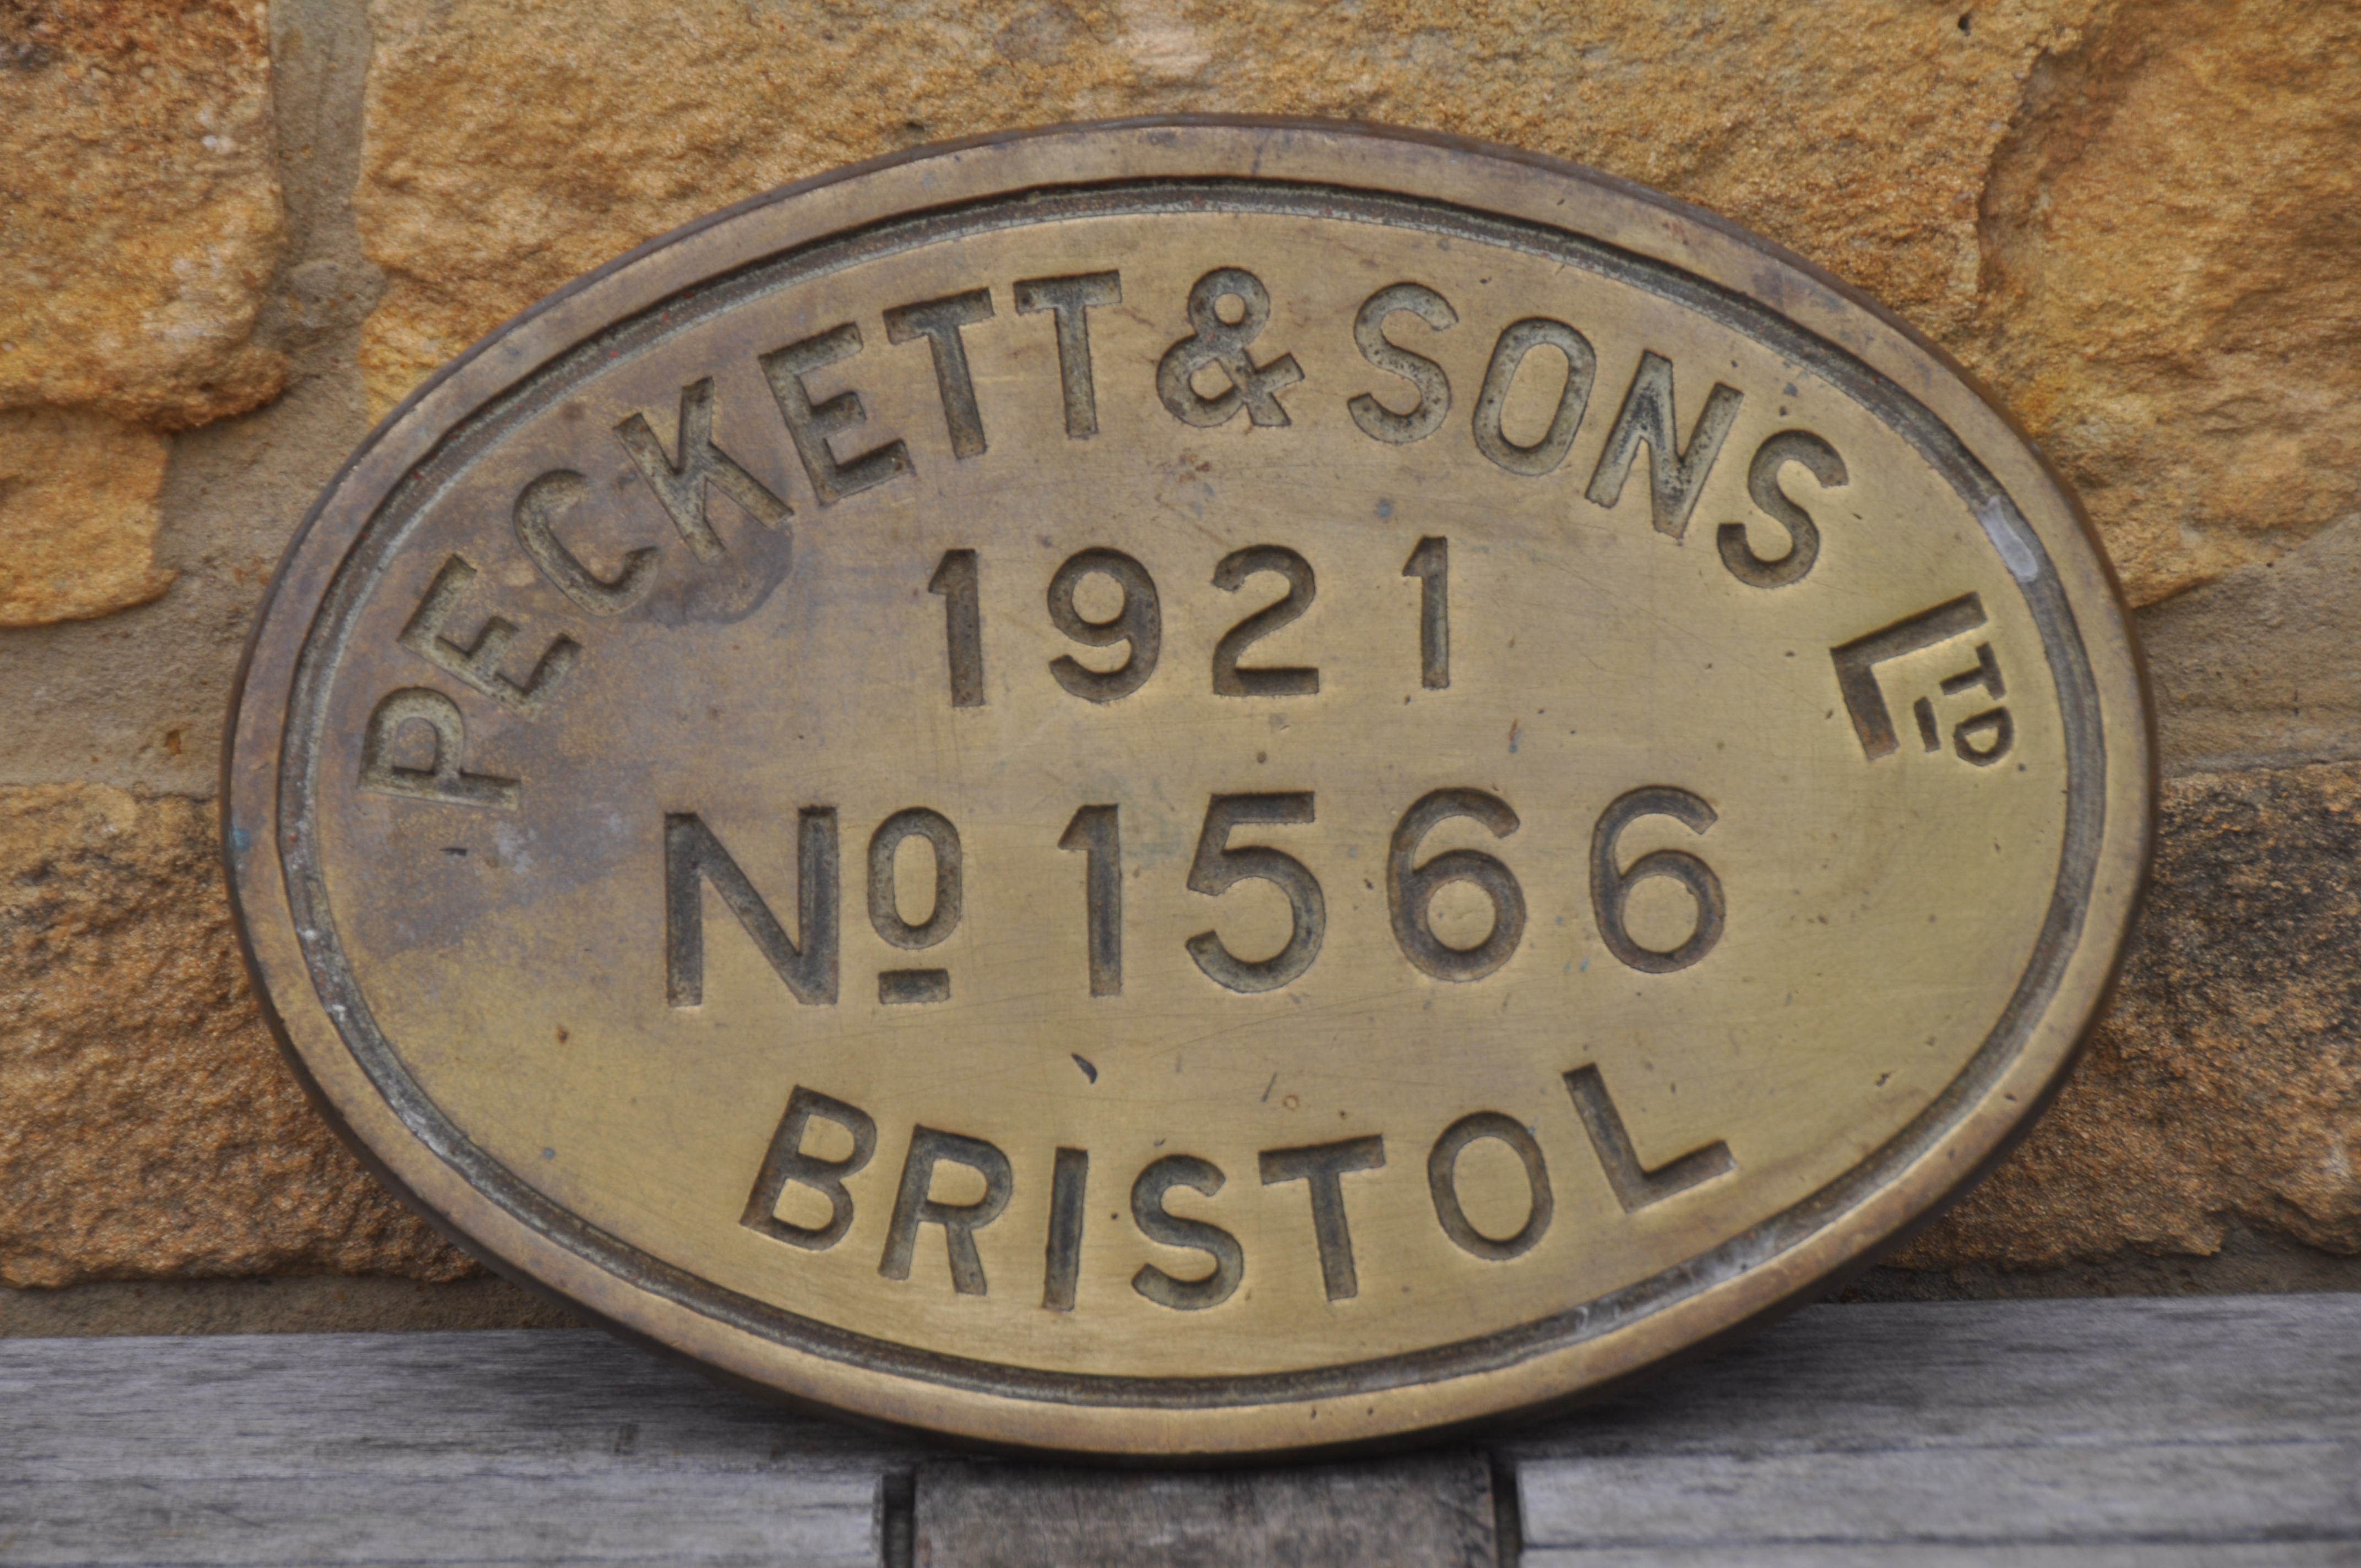 PECKETT & SONS LTD
1921
No 1566
BRISTOL